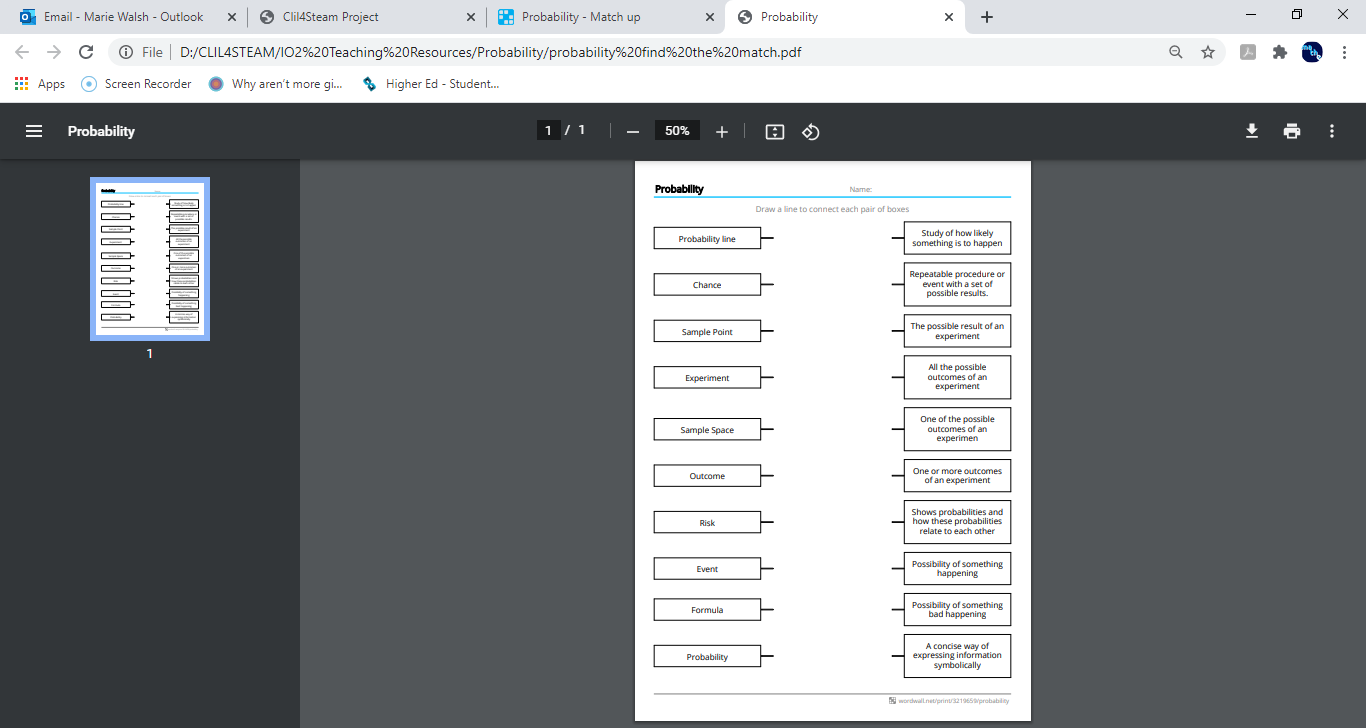 Email - Marie Walsh - Outlook
Clil4Steam Project
Probability - Match up
Probability
File
D:/CLIL4STEAM/IO2%20Teaching%20Resources/Probability/probability%20find%20the%20match.pdf
Apps
Screen Recorder
Why aren't more gi...
Higher Ed - Student...
Probability
1 / 1
50%
1
Probability
Name:
Draw a line to connect each pair of boxes
Probability line
Study of how likely
something is to happen
Chance
Repeatable procedure or
event with a set of
possible results.
Sample Point
The possible result of an
experiment
Experiment
All the possible
outcomes of an
experiment
Sample Space
One of the possible
outcomes of an
experimen
Outcome
One or more outcomes
of an experiment
Risk
Shows probabilities and
how these probabilities
relate to each other
Event
Possibility of something
happening
Formula
Possibility of something
bad happening
Probability
A concise way of
expressing information
symbolically
wordwall.net/print/3219659/probability